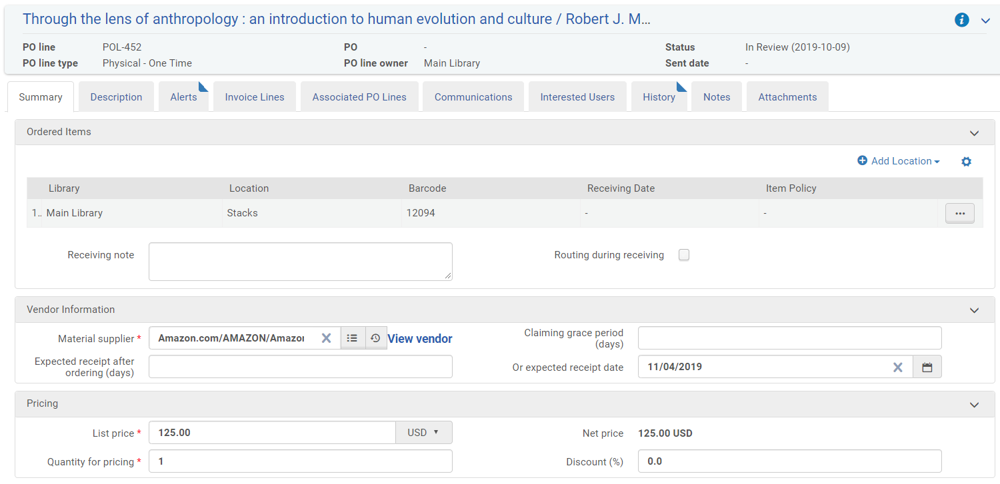 Through the lens of anthropology : an introduction to human evolution and culture / Robert J. M...
PO line POL-452 PO - Status In Review (2019-10-09)
PO line type Physical - One Time PO line owner Main Library Sent date -
Summary Description Alerts Invoice Lines Associated PO Lines Communications Interested Users History Notes Attachments
Ordered Items
Add Location
Library Location Barcode Receiving Date Item Policy
1.. Main Library Stacks 12094 - - ...
Receiving note Routing during receiving
Vendor Information
Material supplier * Amazon.com/AMAZON/Amazon View vendor Claiming grace period
(days)
Expected receipt after
ordering (days) Or expected receipt date 11/04/2019
Pricing
List price * 125.00 USD Net price 125.00 USD
Quantity for pricing * 1 Discount (%) 0.0